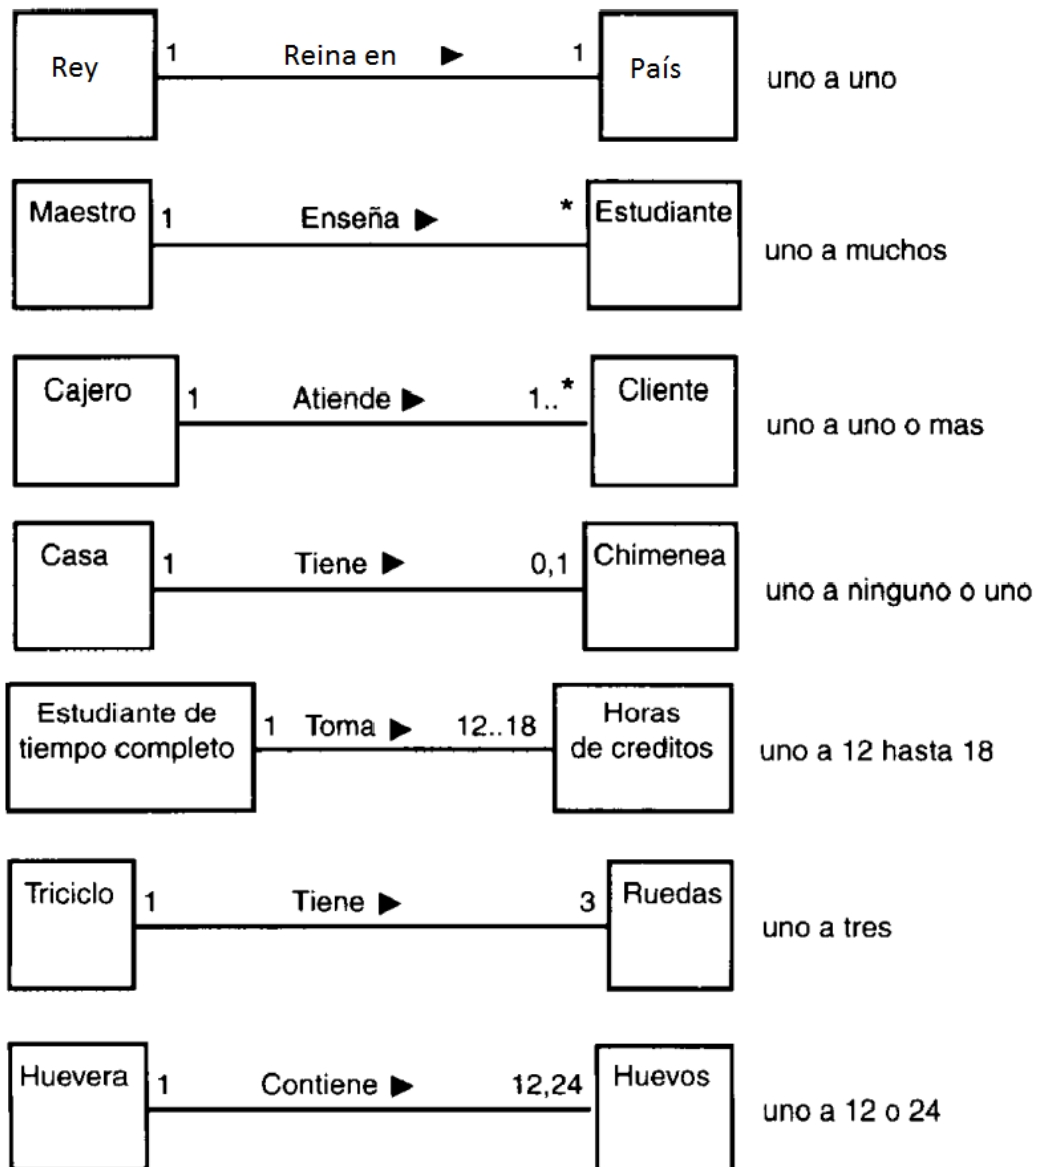 Rey 1 Reina en ► 1 País uno a uno
Maestro 1 Enseña ► * Estudiante uno a muchos
Cajero 1 Atiende ► 1..* Cliente uno a uno o mas
Casa 1 Tiene ► 0,1 Chimenea uno a ninguno o uno
Estudiante de
tiempo completo
1 Toma ► 12..18
Horas
de creditos
uno a 12 hasta 18
Triciclo 1 Tiene ► 3 Ruedas uno a tres
Huevera 1 Contiene ► 12,24 Huevos uno a 12 o 24